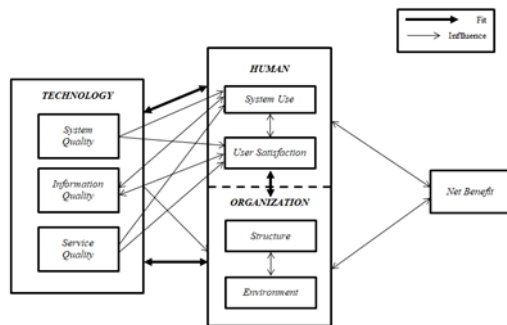 Fit
Influence
HUMAN
TECHNOLOGY
System Use
System
Quality
User Satisfaction
Information
Quality
Net Benefit
ORGANIZATION
Structure
Service
Quality
Environment